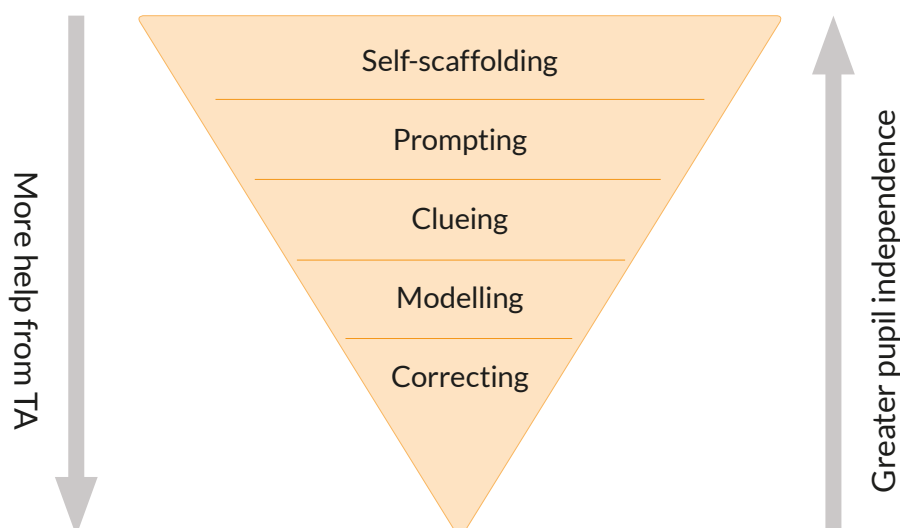 Self-scaffolding
Prompting
Clueing
Modelling
Correcting
More help from TA
Greater pupil independence